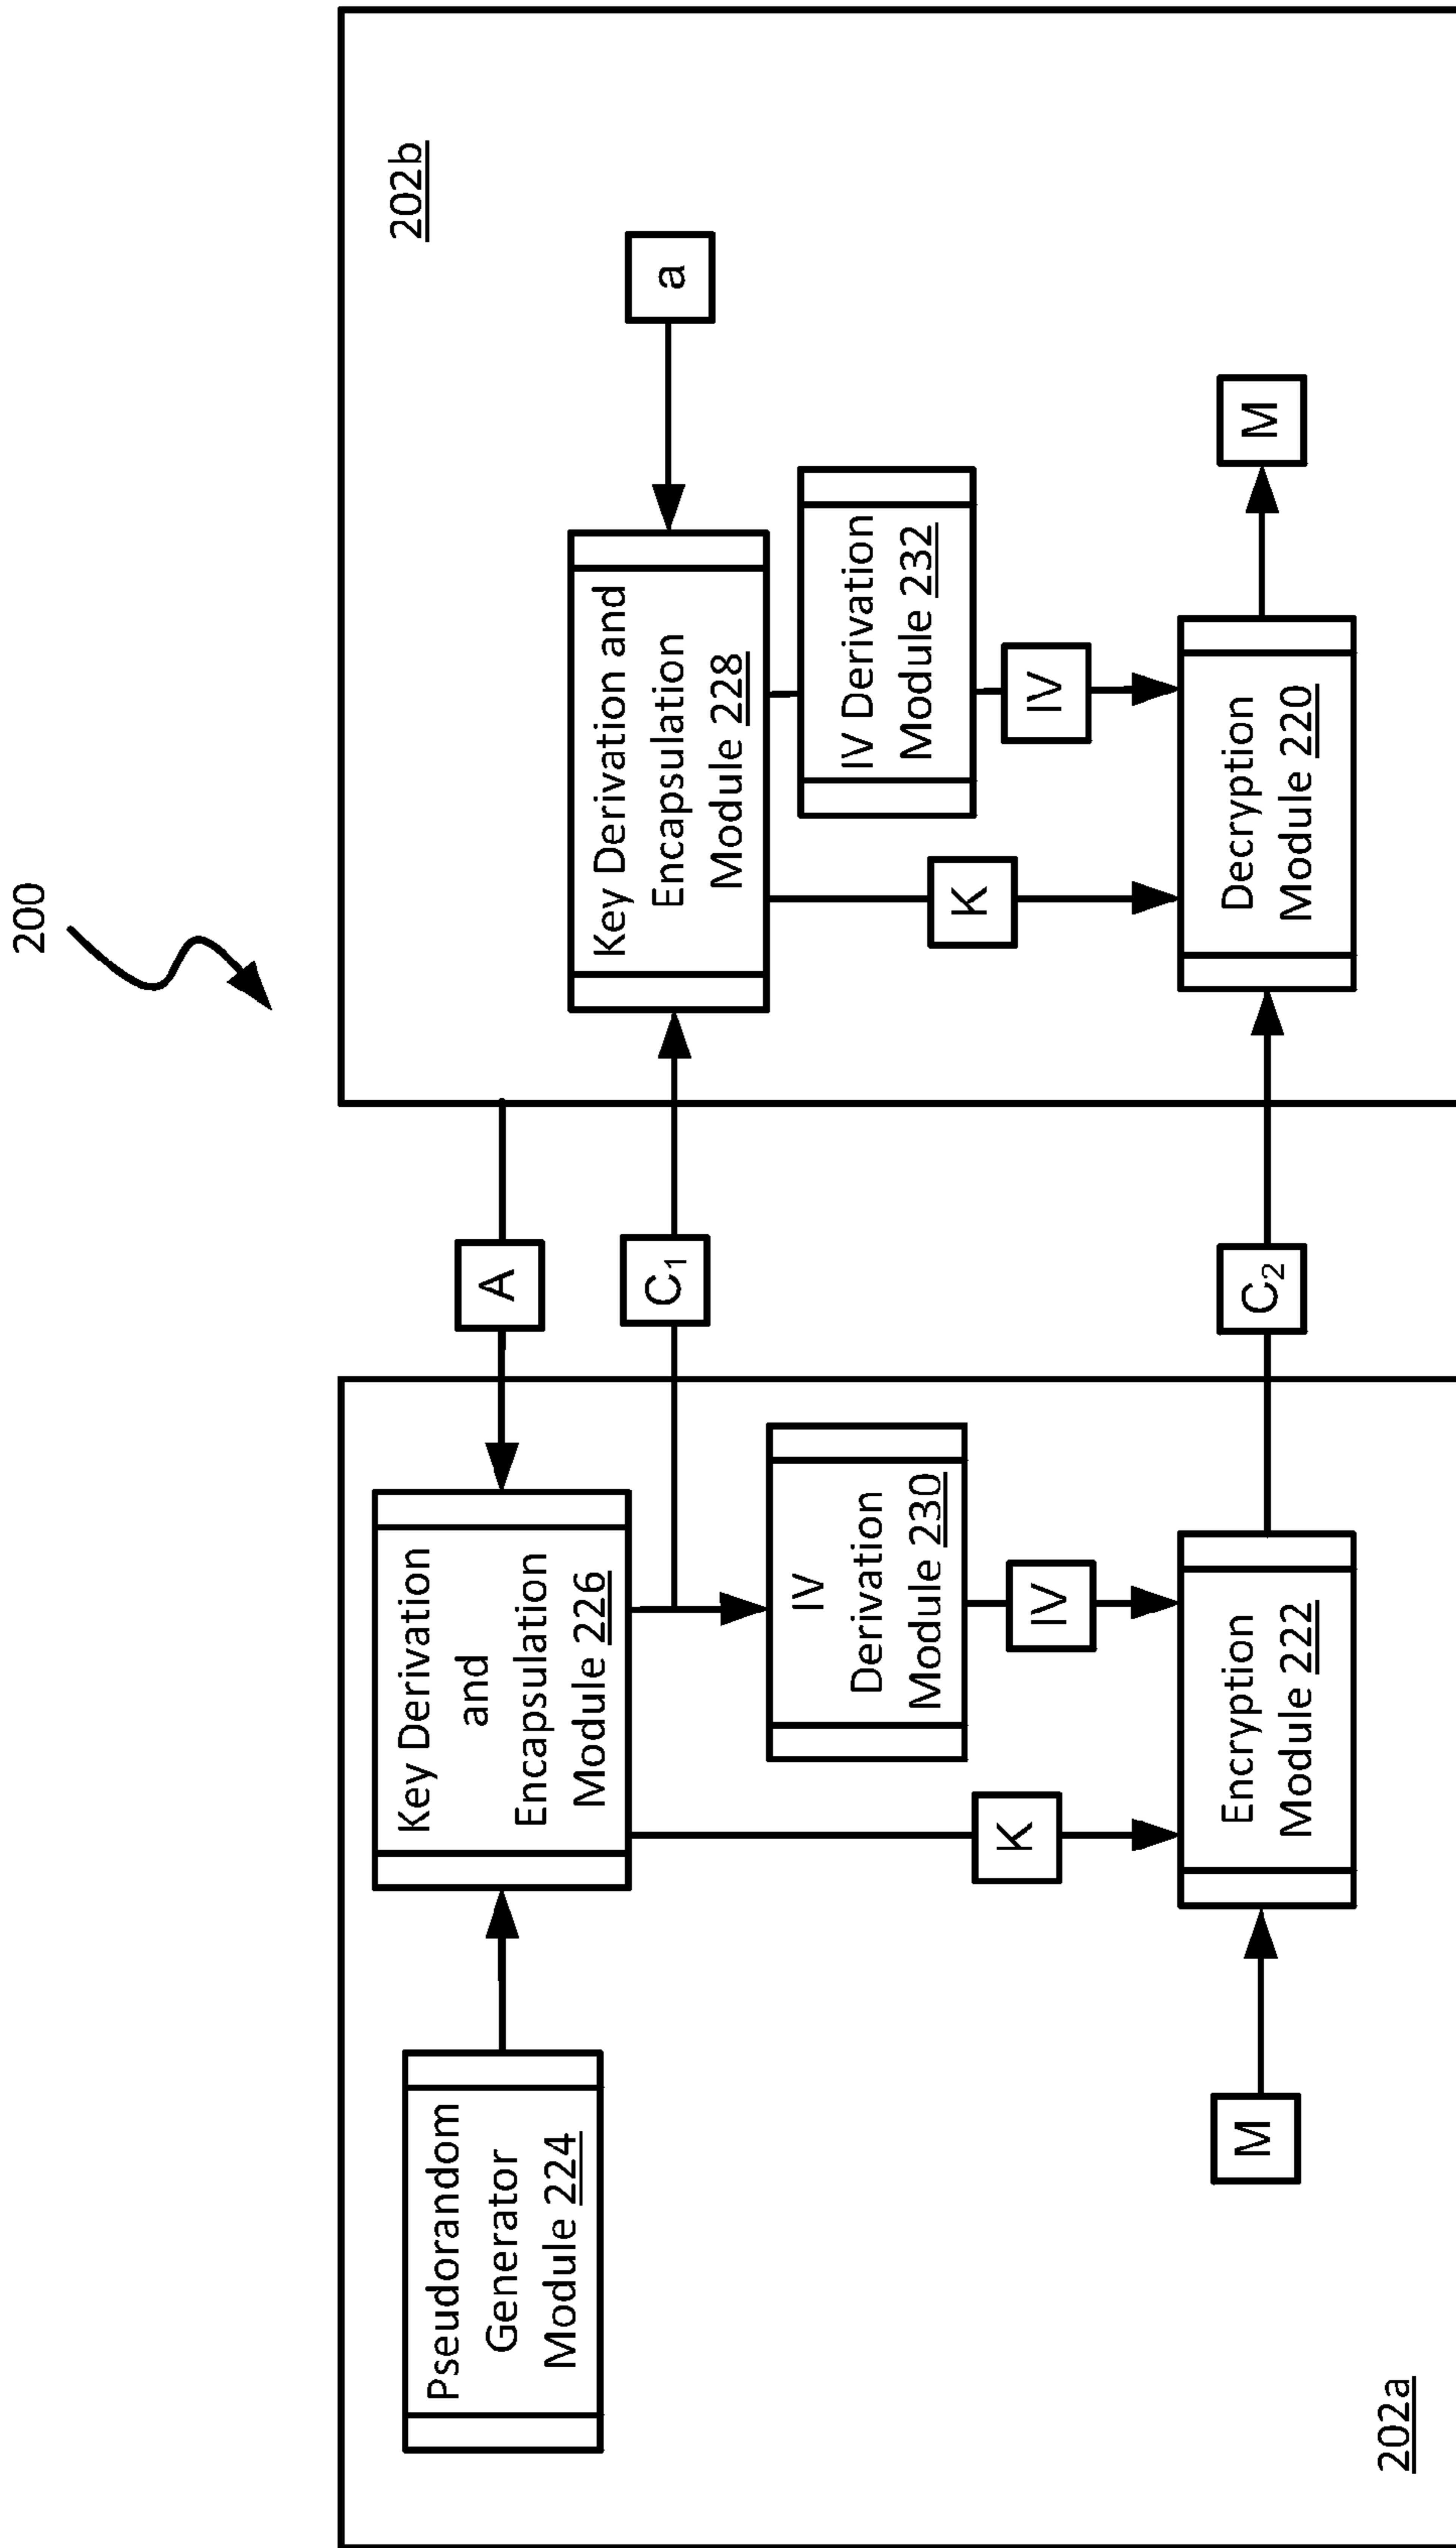 200
202b
a
Key Derivation and
Encapsulation
Module 228
IV Derivation
Module 232
K
IV
Decryption
Module 220
M
A
C₁
C₂
202a
Pseudorandom
Generator
Module 224
Key Derivation
and
Encapsulation
Module 226
IV
Derivation
Module 230
K
IV
M
Encryption
Module 222